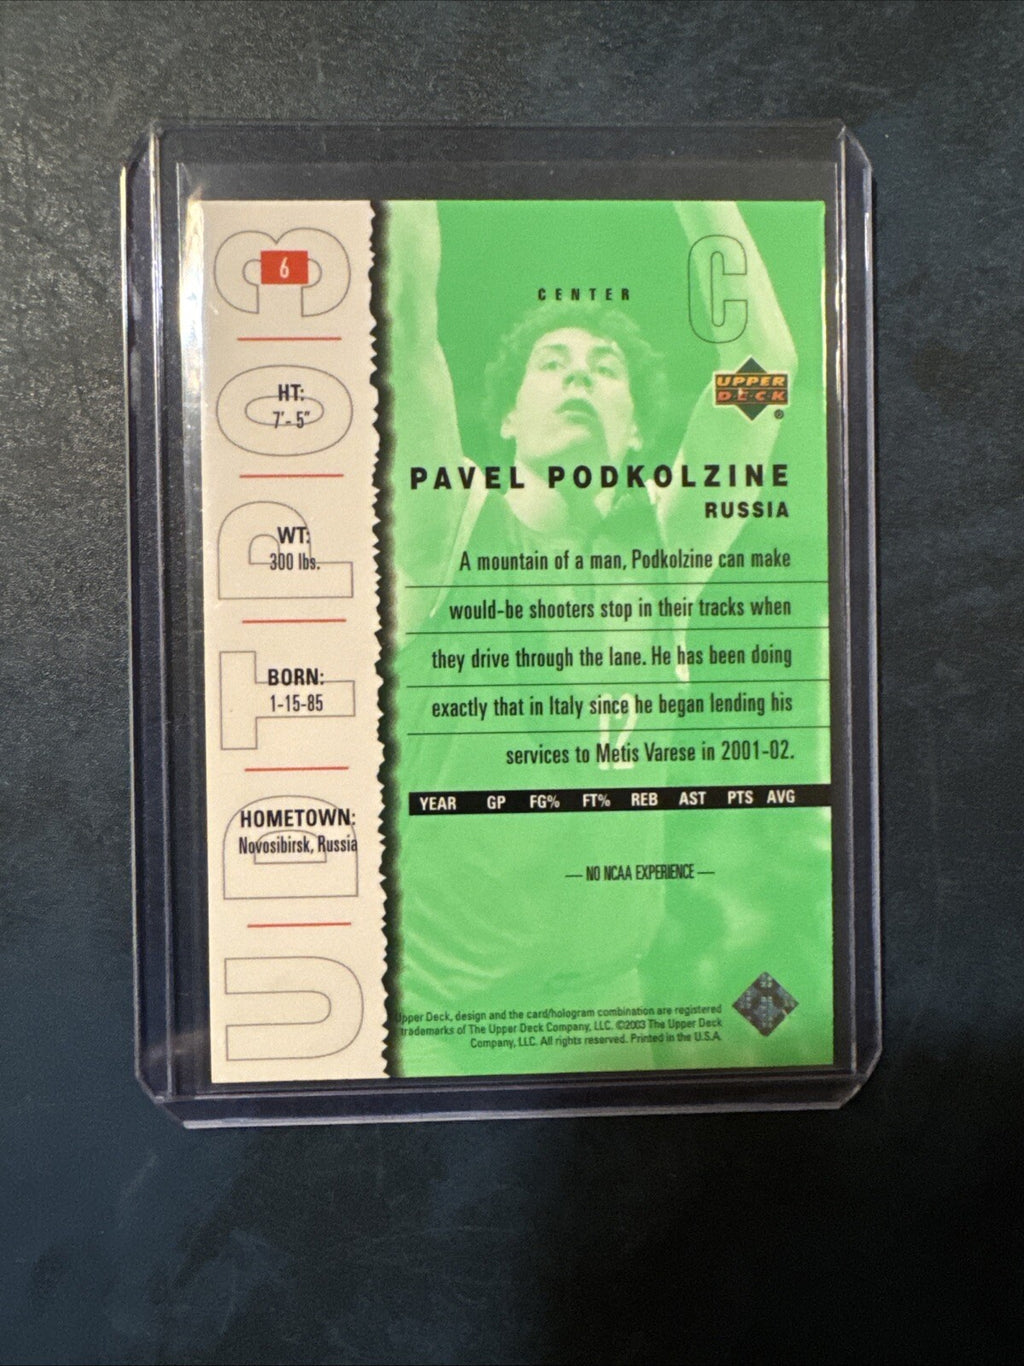 6
HT:
7'-5"
WT:
300 lbs.
BORN:
1-15-85
HOMETOWN:
Novosibirsk, Russia
UDTP03
CENTER
C
UPPER
DECK
®
PAVEL PODKOLZINE
RUSSIA
A mountain of a man, Podkolzine can make
would-be shooters stop in their tracks when
they drive through the lane. He has been doing
exactly that in Italy since he began lending his
services to Metis Varese in 2001-02.
12
YEAR GP FG% FT% REB AST PTS AVG
— NO NCAA EXPERIENCE —
Upper Deck, design and the card/hologram combination are registered
trademarks of The Upper Deck Company, LLC. ©2003 The Upper Deck
Company, LLC. All rights reserved. Printed in the U.S.A.